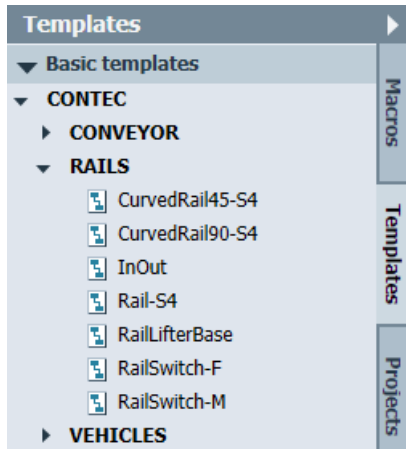 Templates
Basic templates
CONTEC
CONVEYOR
RAILS
CurvedRail45-S4
CurvedRail90-S4
InOut
Rail-S4
RailLifterBase
RailSwitch-F
RailSwitch-M
VEHICLES
Macros
Templates
Projects